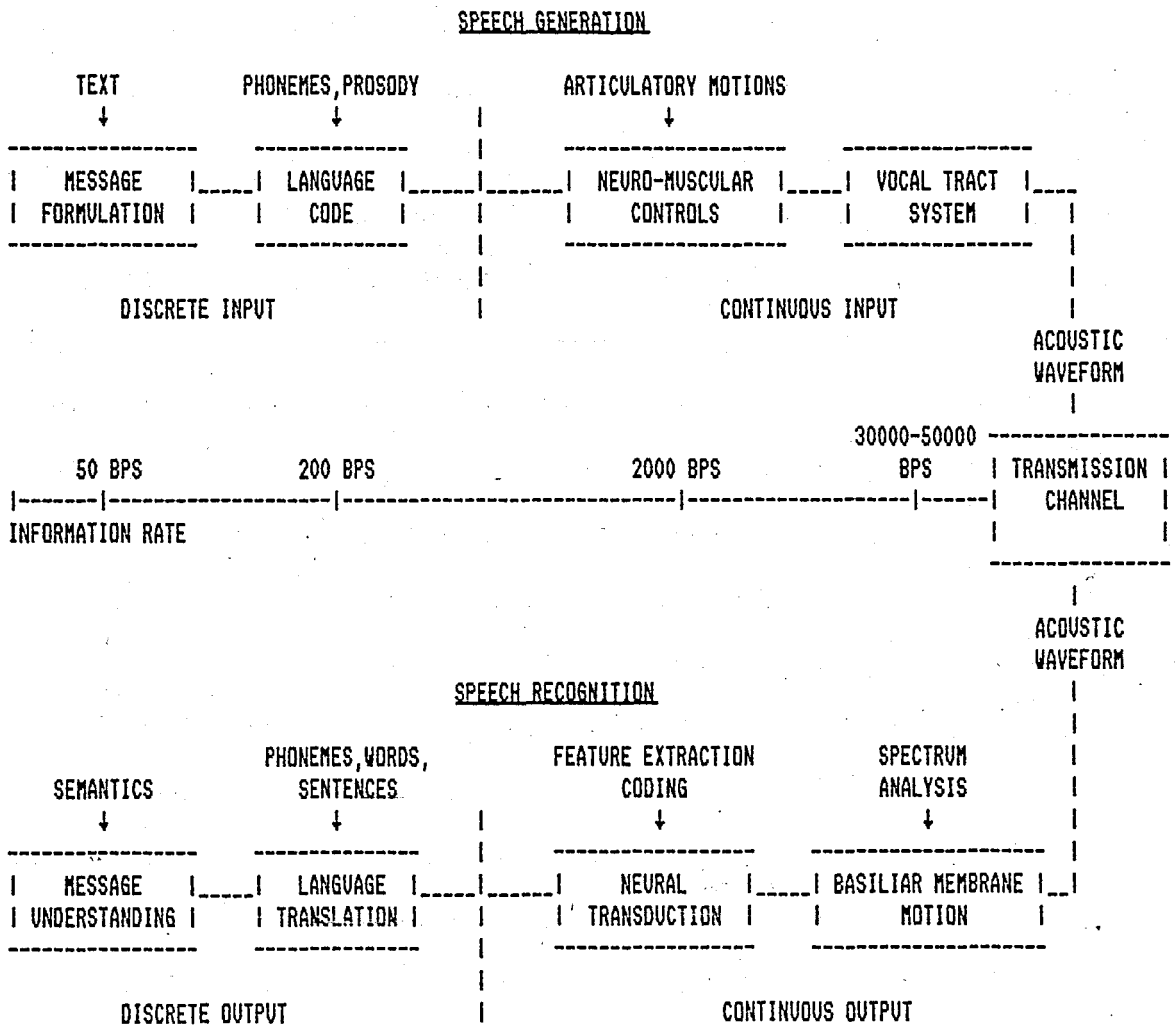 SPEECH GENERATION
TEXT PHONEMES,PROSODY ARTICULATORY MOTIONS
MESSAGE LANGUAGE NEURO-MUSCULAR VOCAL TRACT
FORMULATION CODE CONTROLS SYSTEM
DISCRETE INPUT CONTINUOUS INPUT
ACOUSTIC
WAVEFORM
30000-50000
50 BPS 200 BPS 2000 BPS BPS TRANSMISSION
CHANNEL
INFORMATION RATE
ACOUSTIC
WAVEFORM
SPEECH RECOGNITION
PHONEMES,WORDS, FEATURE EXTRACTION SPECTRUM
SEMANTICS SENTENCES CODING ANALYSIS
MESSAGE LANGUAGE NEURAL BASILIAR MEMBRANE
UNDERSTANDING TRANSLATION TRANSDUCTION MOTION
DISCRETE OUTPUT CONTINUOUS OUTPUT